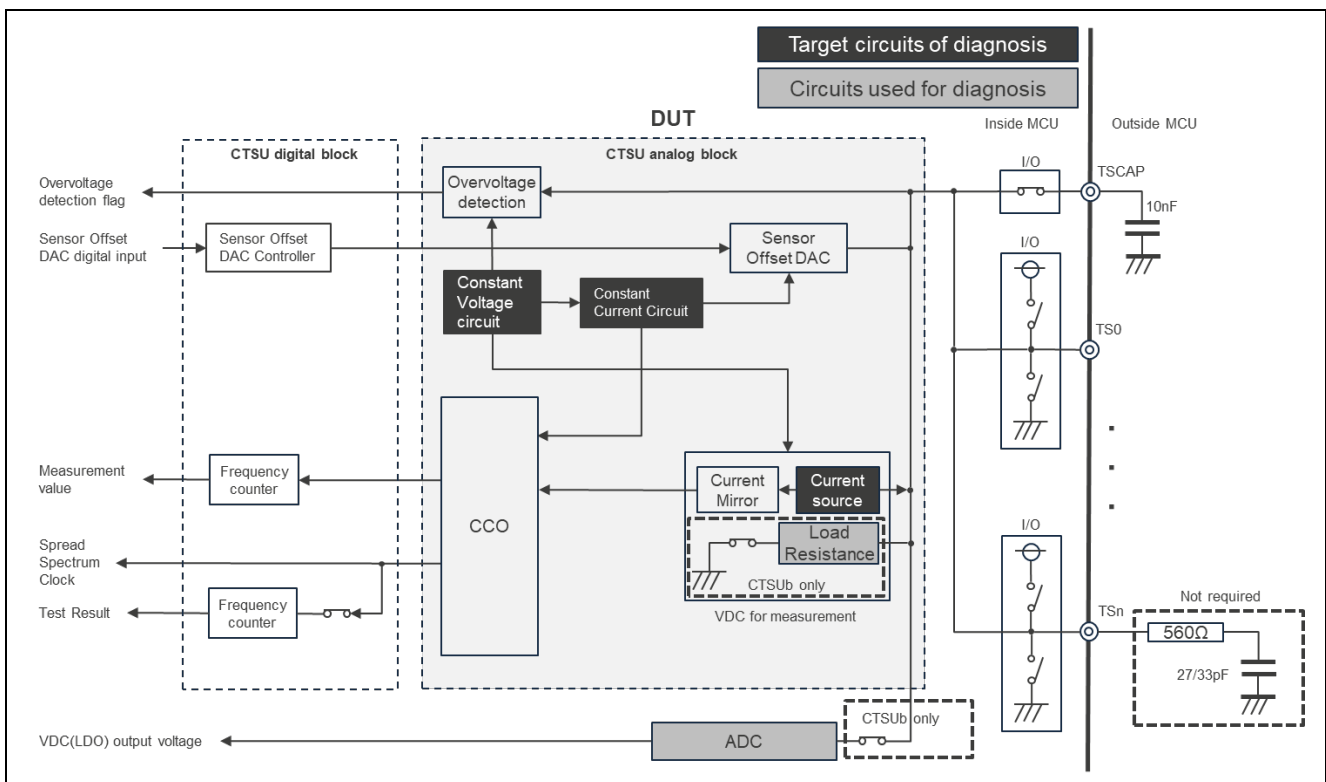 Target circuits of diagnosis
Circuits used for diagnosis
DUT
Inside MCU
Outside MCU
CTSU digital block
CTSU analog block
I/O
TSCAP
10nF
Overvoltage
detection flag
Overvoltage
detection
Sensor Offset
DAC digital input
Sensor Offset
DAC Controller
Sensor
Offset DAC
I/O
Constant
Voltage
circuit
Constant
Current Circuit
TS0
Measurement
value
Frequency
counter
CCO
Current
Mirror
Current
source
I/O
Load
Resistance
CTSUb only
VDC for measurement
Spread
Spectrum
Clock
Test Result
Frequency
counter
Not required
TSn
560Ω
27/33pF
CTSUb only
VDC(LDO) output voltage
ADC